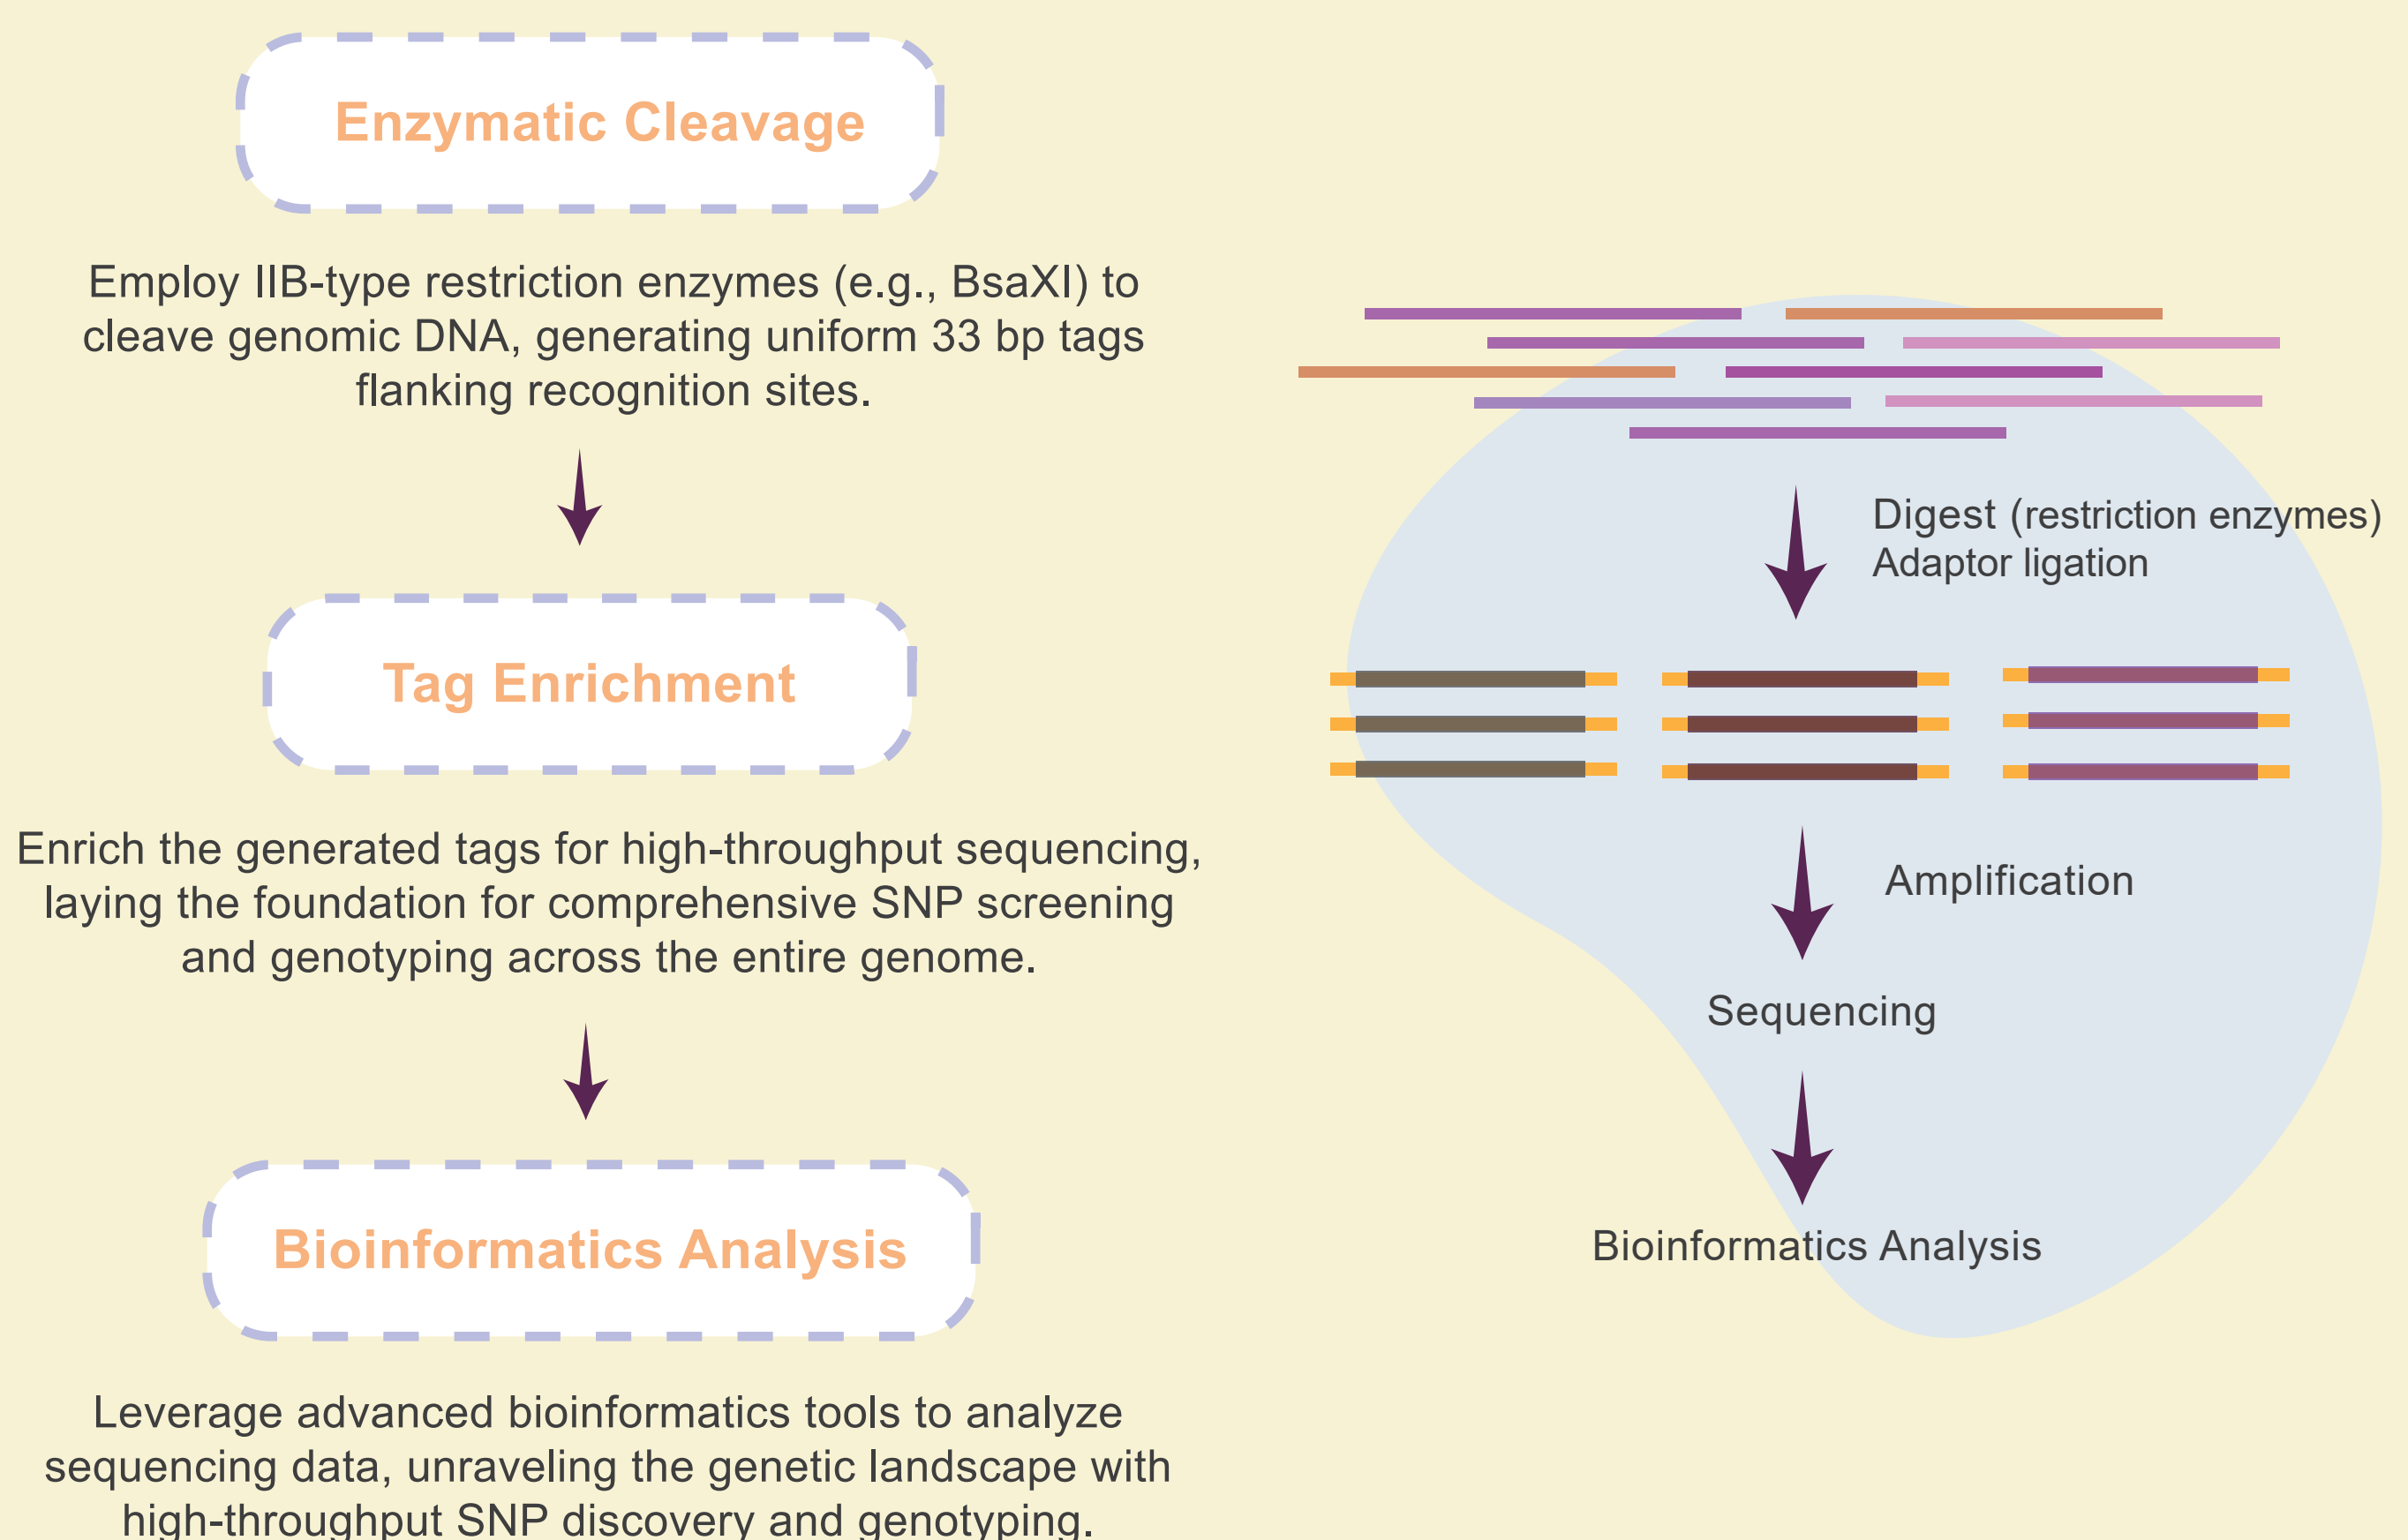 Enzymatic Cleavage
Employ IIB-type restriction enzymes (e.g., BsaXI) to
cleave genomic DNA, generating uniform 33 bp tags
flanking recognition sites.
Tag Enrichment
Enrich the generated tags for high-throughput sequencing,
laying the foundation for comprehensive SNP screening
and genotyping across the entire genome.
Bioinformatics Analysis
Leverage advanced bioinformatics tools to analyze
sequencing data, unraveling the genetic landscape with
high-throughput SNP discovery and genotyping.
Digest (restriction enzymes)
Adaptor ligation
Amplification
Sequencing
Bioinformatics Analysis